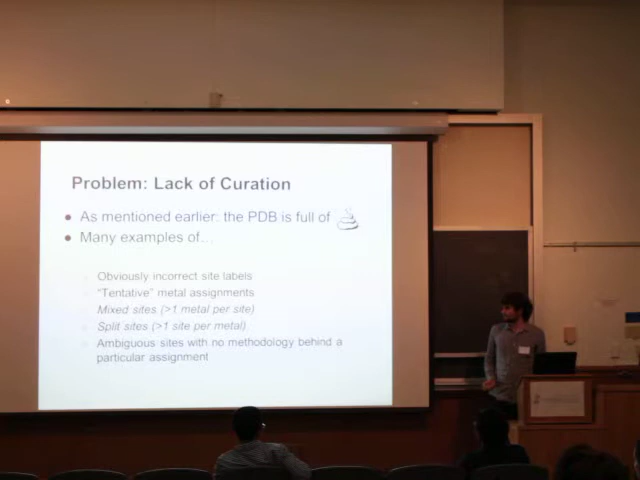 Problem: Lack of Curation
● As mentioned earlier: the PDB is full of
● Many examples of...
○ Obviously incorrect site labels
○ "Tentative" metal assignments
○ Mixed sites (>1 metal per site)
○ Split sites (>1 site per metal)
○ Ambiguous sites with no methodology behind a
particular assignment